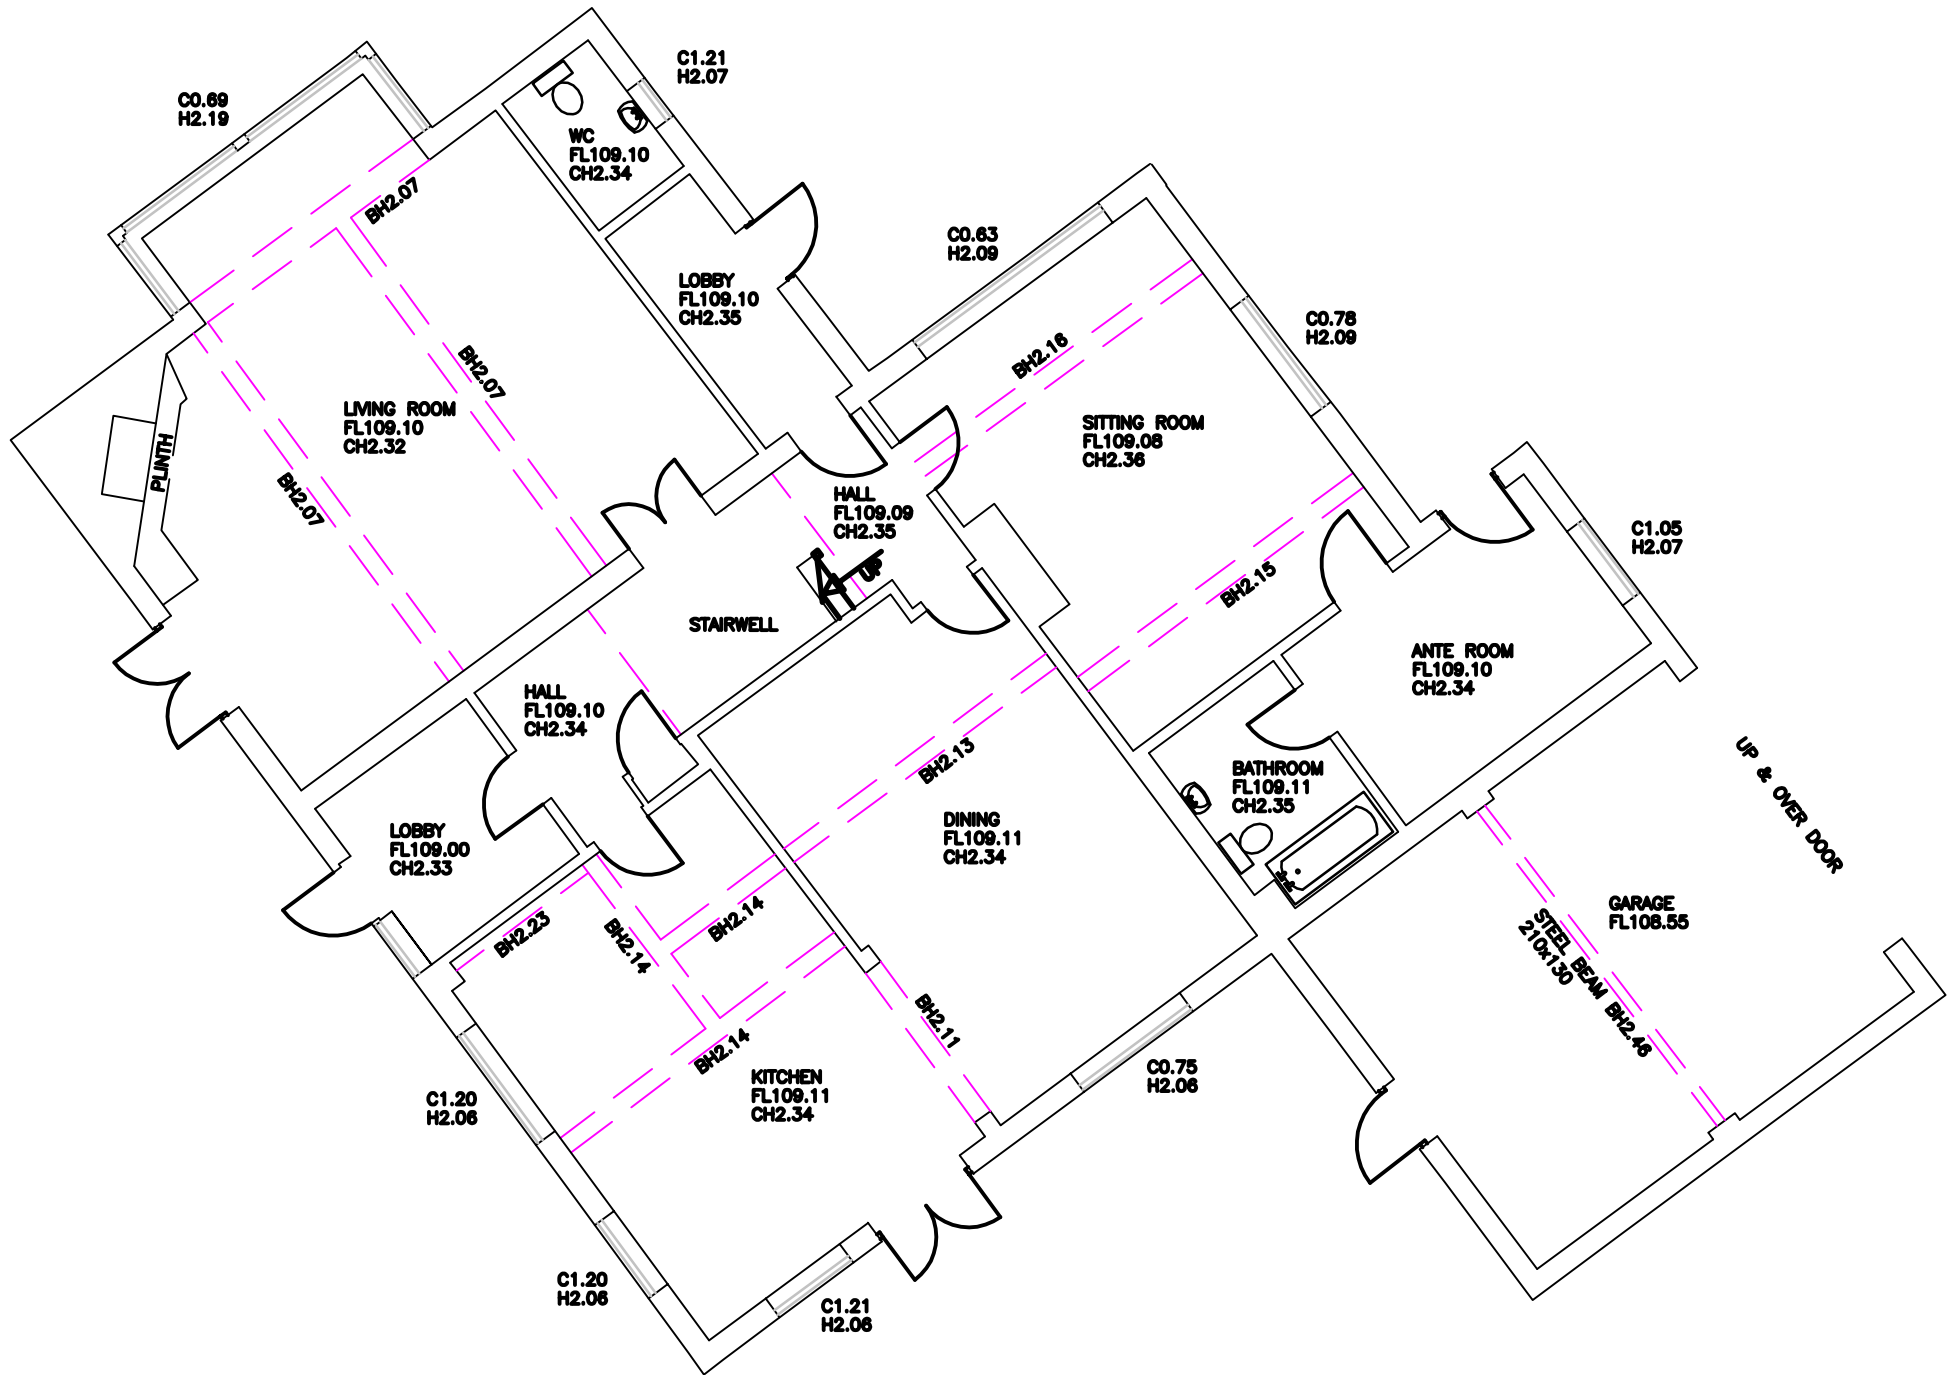 C1.21
H2.07
C0.69
H2.19
WC
FL109.10
CH2.34
BH2.07
LOBBY
FL109.10
CH2.35
C0.63
H2.09
C0.78
H2.09
BH2.16
BH2.07
LIVING ROOM
FL109.10
CH2.32
SITTING ROOM
FL109.08
CH2.36
PLINTH
BH2.07
HALL
FL109.09
CH2.35
C1.05
H2.07
UP
BH2.15
STAIRWELL
ANTE ROOM
FL109.10
CH2.34
HALL
FL109.10
CH2.34
BH2.13
BATHROOM
FL109.11
CH2.35
UP & OVER DOOR
LOBBY
FL109.00
CH2.33
DINING
FL109.11
CH2.34
GARAGE
FL108.55
BH2.23
BH2.14
BH2.14
STEEL BEAM BH2.46
210x130
BH2.11
BH2.14
KITCHEN
FL109.11
CH2.34
C0.75
H2.06
C1.20
H2.06
C1.20
H2.06
C1.21
H2.06